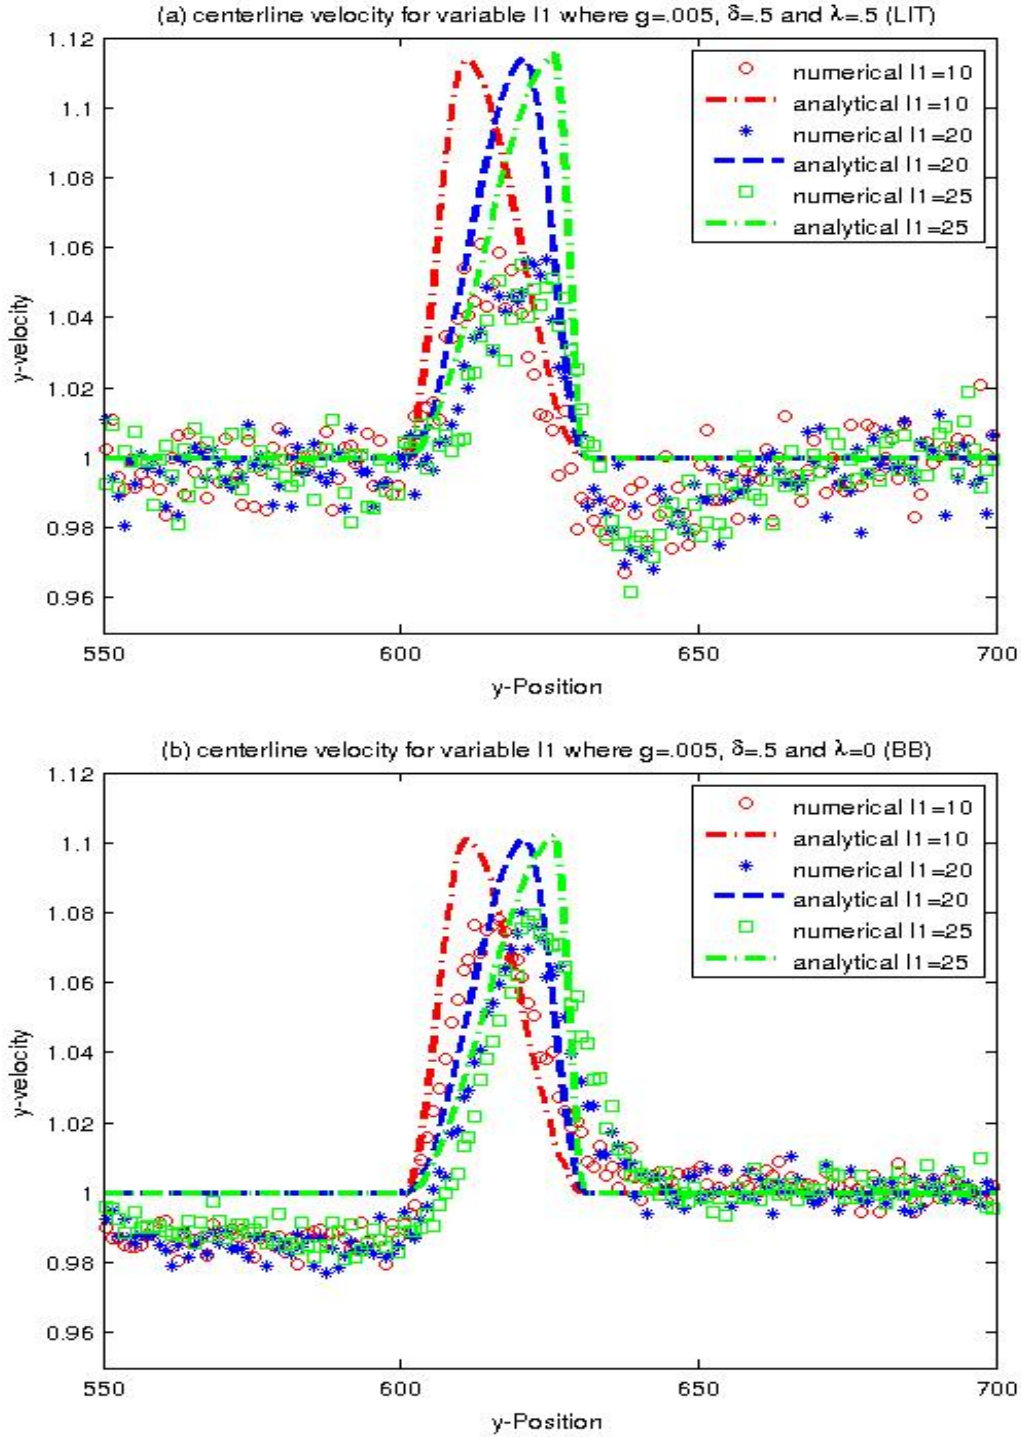 (a) centerline velocity for variable l1 where g=.005, δ=.5 and λ=.5 (LIT)
1.12
1.1
1.08
1.06
1.04
1.02
1
0.98
0.96
y-velocity
numerical l1=10
analytical l1=10
numerical l1=20
analytical l1=20
numerical l1=25
analytical l1=25
550
600
650
700
y-Position
(b) centerline velocity for variable l1 where g=.005, δ=.5 and λ=0 (BB)
1.12
1.1
1.08
1.06
1.04
1.02
1
0.98
0.96
y-velocity
numerical l1=10
analytical l1=10
numerical l1=20
analytical l1=20
numerical l1=25
analytical l1=25
550
600
650
700
y-Position